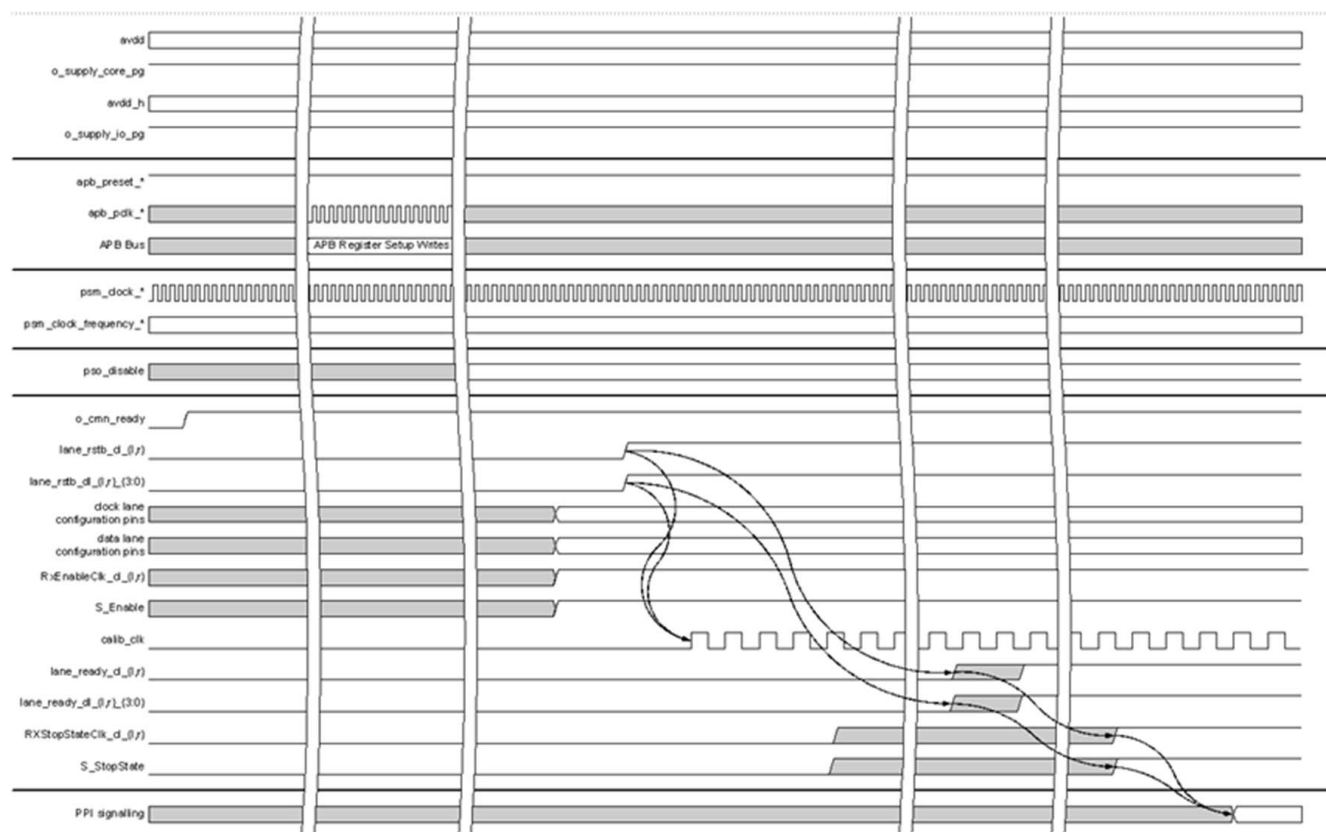 avdd
o_supply_core_pg
avdd_h
o_supply_io_pg
apb_preset_*
apb_pclk_*
APB Bus
APB Register Setup Writes
psm_clock_*
psm_clock_frequency_*
pso_disable
o_cmn_ready
lane_rstb_cl_(l,r)
lane_rstb_dl_(l,r)_(3:0)
clock lane
configuration pins
data lane
configuration pins
RxEnableClk_cl_(l,r)
S_Enable
calib_clk
lane_ready_cl_(l,r)
lane_ready_dl_(l,r)_(3:0)
RXStopStateClk_cl_(l,r)
S_StopState
PPI signalling